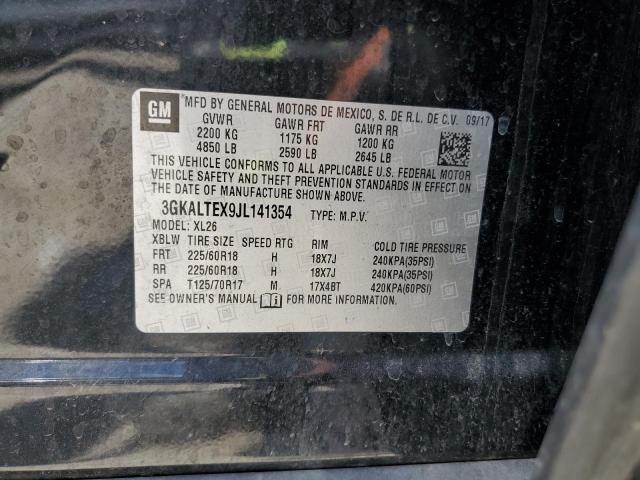 GM
MFD BY GENERAL MOTORS DE MEXICO, S. DE R.L. DE C.V. 09/17
GVWR GAWR FRT GAWR RR
2200 KG 1175 KG 1200 KG
4850 LB 2590 LB 2645 LB
THIS VEHICLE CONFORMS TO ALL APPLICABLE U.S. FEDERAL MOTOR
VEHICLE SAFETY AND THEFT PREVENTION STANDARDS IN EFFECT ON
THE DATE OF MANUFACTURE SHOWN ABOVE.
3GKALTEX9JL141354 TYPE: M.P.V.
MODEL: XL26
XBLW TIRE SIZE SPEED RTG RIM COLD TIRE PRESSURE
FRT 225/60R18 H 18X7J 240KPA(35PSI)
RR 225/60R18 H 18X7J 240KPA(35PSI)
SPA T125/70R17 M 17X4BT 420KPA(60PSI)
SEE OWNER'S MANUAL FOR MORE INFORMATION